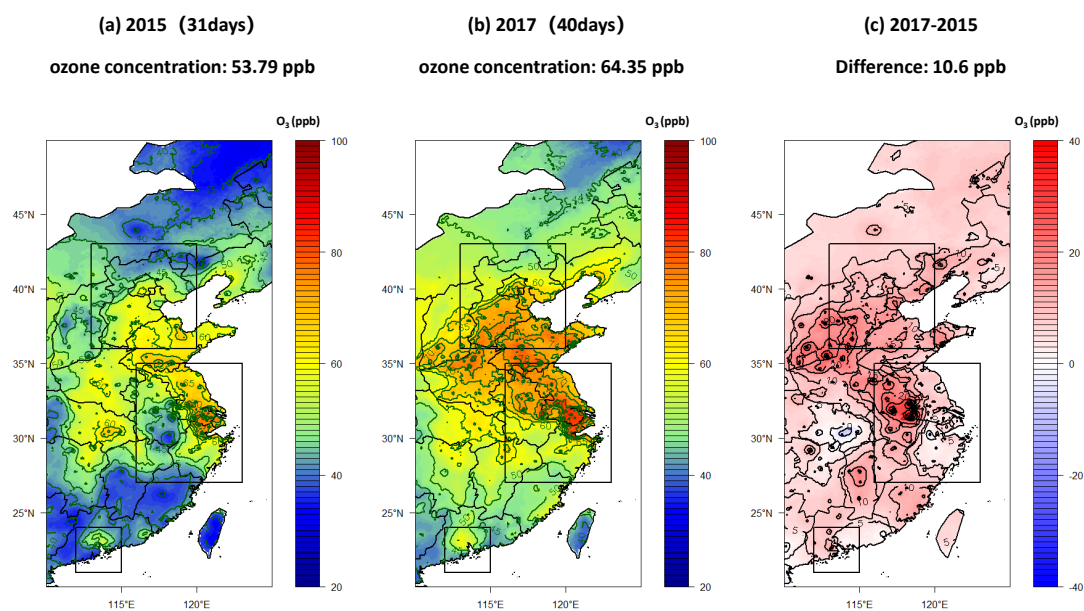 (a) 2015 (31days)
ozone concentration: 53.79 ppb
(b) 2017 (40days)
ozone concentration: 64.35 ppb
(c) 2017-2015
Difference: 10.6 ppb
O₃ (ppb)
100
80
60
40
20
45°N
40°N
35°N
30°N
25°N
115°E
120°E
O₃ (ppb)
100
80
60
40
20
45°N
40°N
35°N
30°N
25°N
115°E
120°E
O₃ (ppb)
40
20
0
-20
-40
45°N
40°N
35°N
30°N
25°N
115°E
120°E